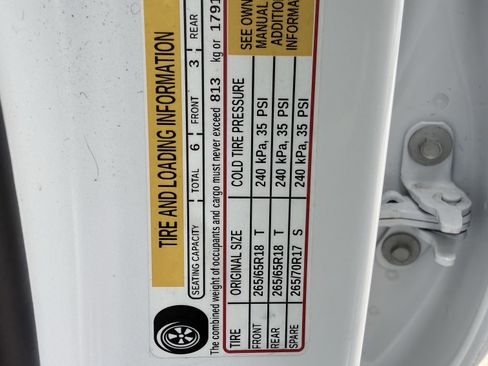 TIRE AND LOADING INFORMATION
SEATING CAPACITY TOTAL 6 FRONT 3 REAR
The combined weight of occupants and cargo must never exceed 813 kg or 1791
TIRE ORIGINAL SIZE COLD TIRE PRESSURE
FRONT 265/65R18 T 240 kPa, 35 PSI
REAR 265/65R18 T 240 kPa, 35 PSI
SPARE 265/70R17 S 240 kPa, 35 PSI
SEE OWN
MANUAL
ADDITION
INFORMA